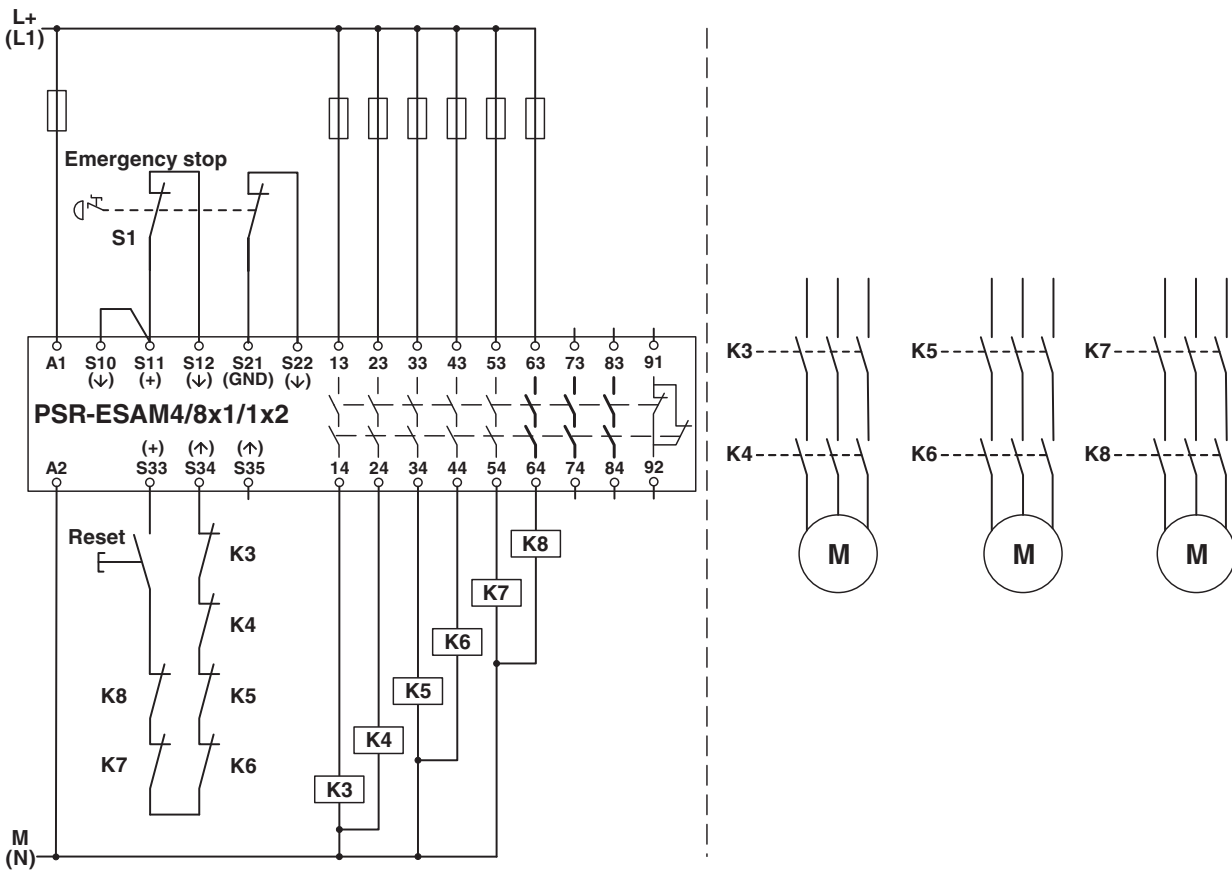 L+
(L1)
Emergency stop
S1
A1 S10 S11 S12 S21 S22 13 23 33 43 53 63 73 83 91
(↓) (+) (↓) (GND) (↓)
PSR-ESAM4/8x1/1x2
(+) (↑) (↑)
A2 S33 S34 S35 14 24 34 44 54 64 74 84 92
Reset
K3
K4
K8 K5
K7 K6
K8
K7
K6
K5
K4
K3
M
(N)
K3 K5 K7
K4 K6 K8
M M M